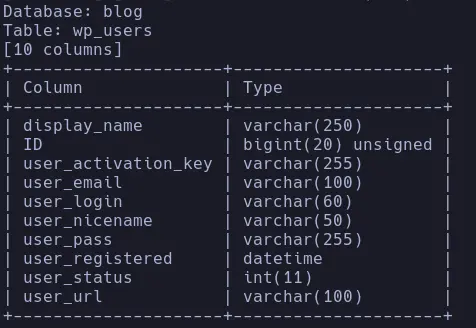 Database: blog
Table: wp_users
[10 columns]
+---------------------+---------------------+
| Column              | Type                |
+---------------------+---------------------+
| display_name        | varchar(250)        |
| ID                  | bigint(20) unsigned |
| user_activation_key | varchar(255)        |
| user_email          | varchar(100)        |
| user_login          | varchar(60)         |
| user_nicename       | varchar(50)         |
| user_pass           | varchar(255)        |
| user_registered     | datetime            |
| user_status         | int(11)             |
| user_url            | varchar(100)        |
+---------------------+---------------------+